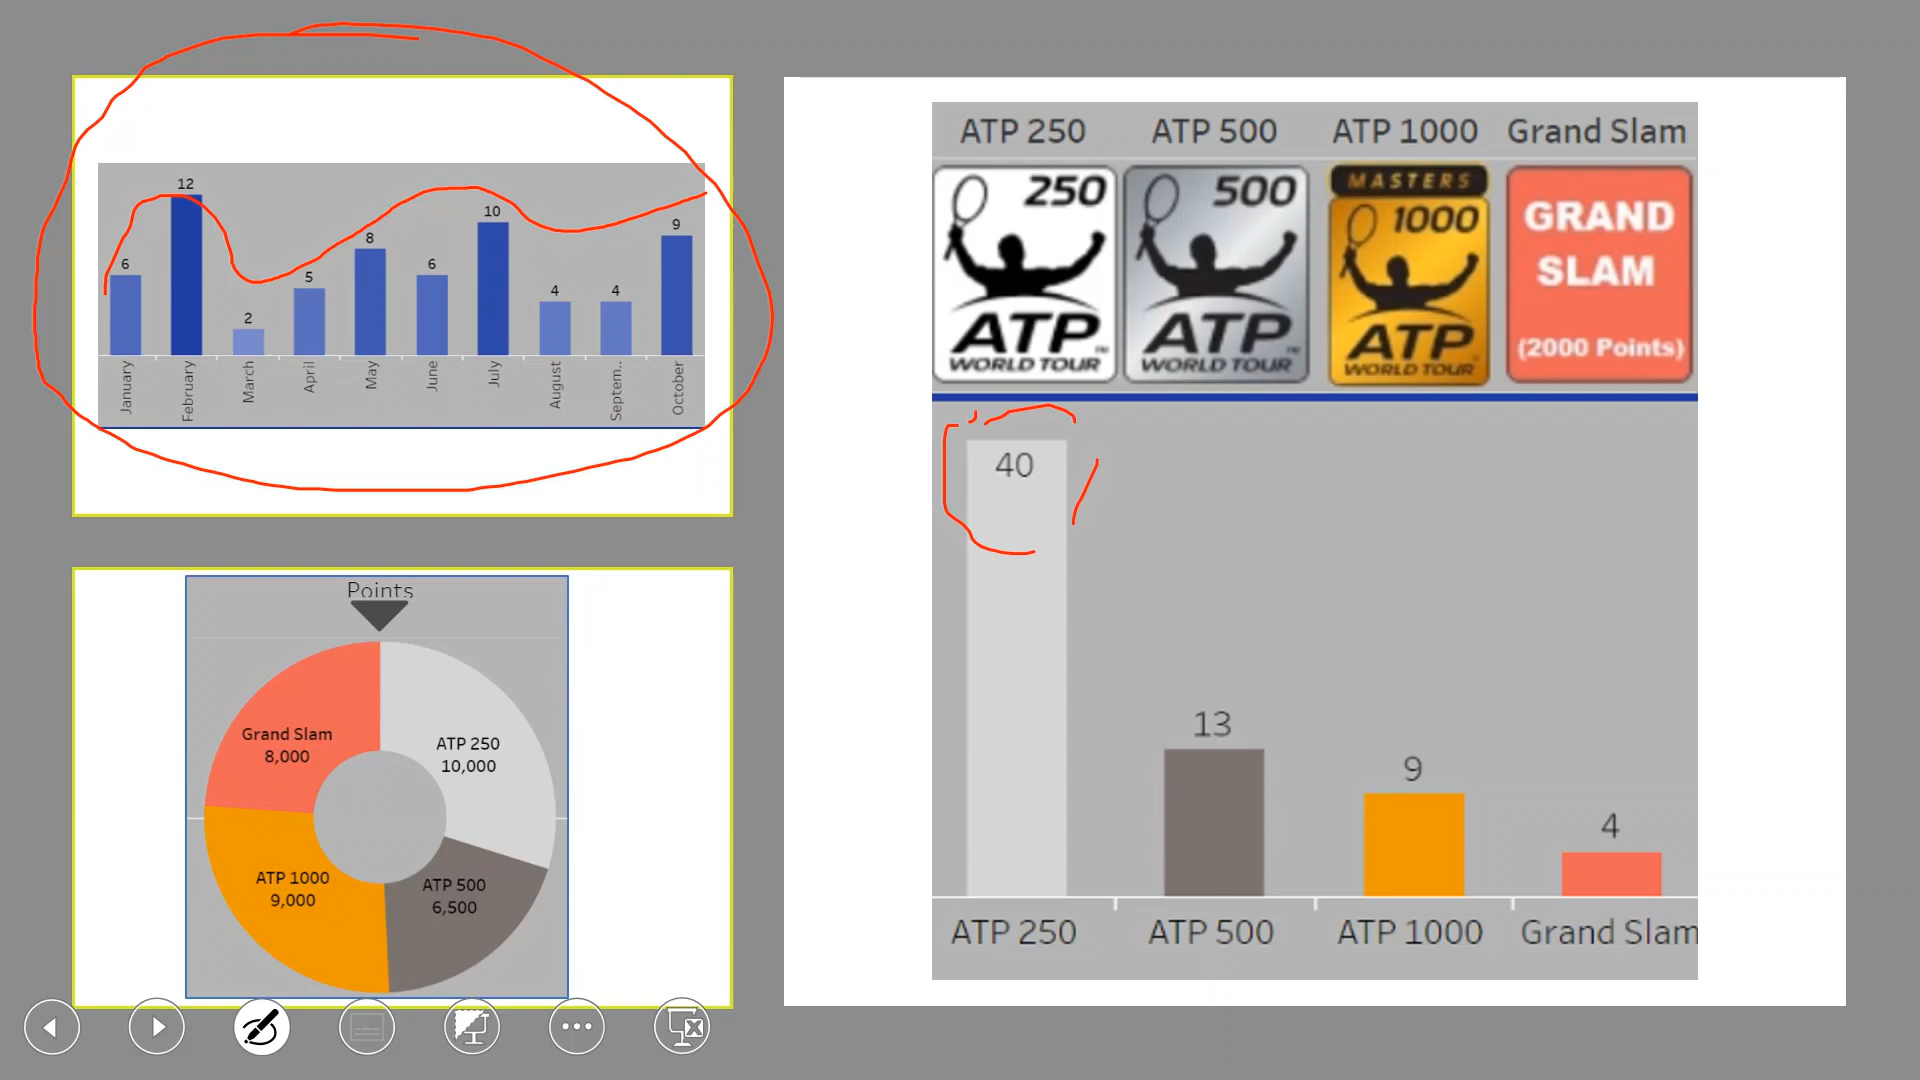 12
10
9
8
6
6
5
4
4
2
January
February
March
April
May
June
July
August
Septem..
October
Points
Grand Slam
8,000
ATP 250
10,000
ATP 1000
9,000
ATP 500
6,500
ATP 250 ATP 500 ATP 1000 Grand Slam
250
ATP
WORLD TOUR
500
ATP
WORLD TOUR
MASTERS
1000
ATP
WORLD TOUR
GRAND
SLAM
(2000 Points)
40
13
9
4
ATP 250 ATP 500 ATP 1000 Grand Slam